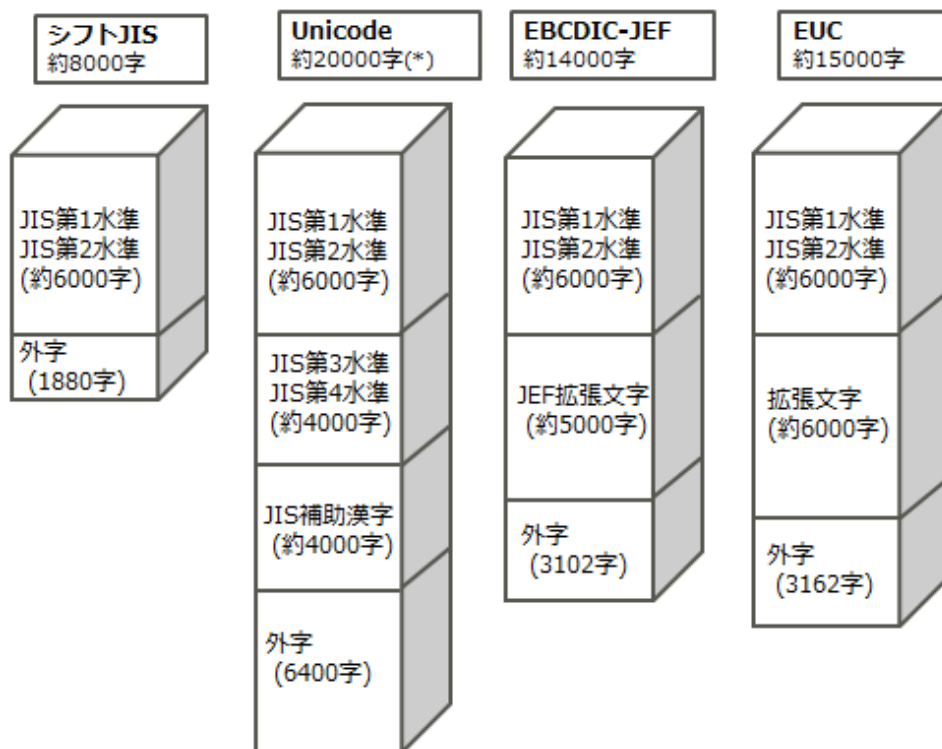 シフトJIS
約8000字
Unicode
約20000字(*)
EBCDIC-JEF
約14000字
EUC
約15000字
JIS第1水準
JIS第2水準
(約6000字)
外字
(1880字)
JIS第1水準
JIS第2水準
(約6000字)
JIS第3水準
JIS第4水準
(約4000字)
JIS補助漢字
(約4000字)
外字
(6400字)
JIS第1水準
JIS第2水準
(約6000字)
JEF拡張文字
(約5000字)
外字
(3102字)
JIS第1水準
JIS第2水準
(約6000字)
拡張文字
(約6000字)
外字
(3162字)